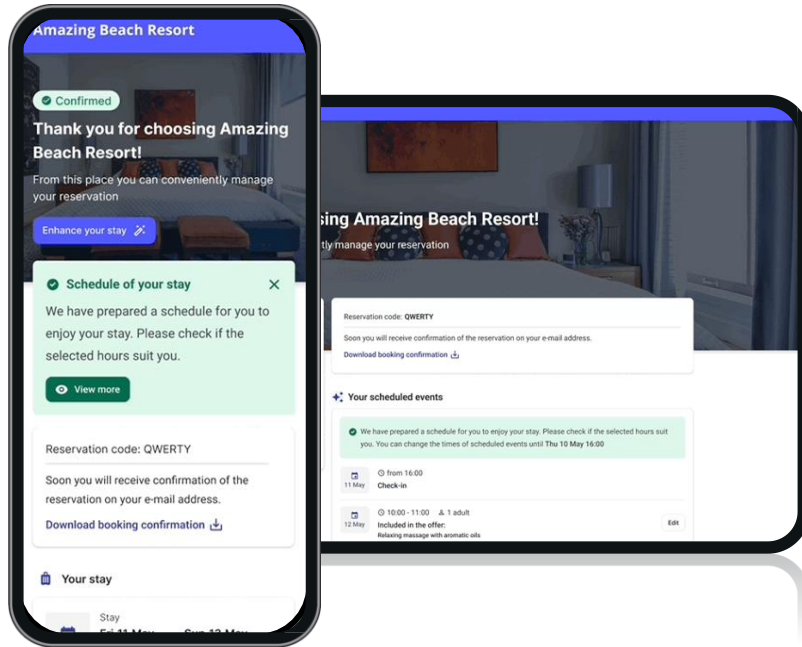 Amazing Beach Resort
Confirmed
Thank you for choosing Amazing
Beach Resort!
From this place you can conveniently manage
your reservation
Enhance your stay
Schedule of your stay
We have prepared a schedule for you to
enjoy your stay. Please check if the
selected hours suit you.
View more
Reservation code: QWERTY
Soon you will receive confirmation of the
reservation on your e-mail address.
Download booking confirmation
Your stay
Stay
Fri 11 May
Sun 13 May
sing Amazing Beach Resort!
tly manage your reservation
Reservation code: QWERTY
Soon you will receive confirmation of the reservation on your e-mail address.
Download booking confirmation
Your scheduled events
We have prepared a schedule for you to enjoy your stay. Please check if the selected hours suit
you. You can change the times of scheduled events until Thu 10 May 16:00
from 16:00
11 May
Check-in
10:00 - 11:00 1 adult
12 May
Included in the offer:
Edit
Relaxing massage with aromatic oils